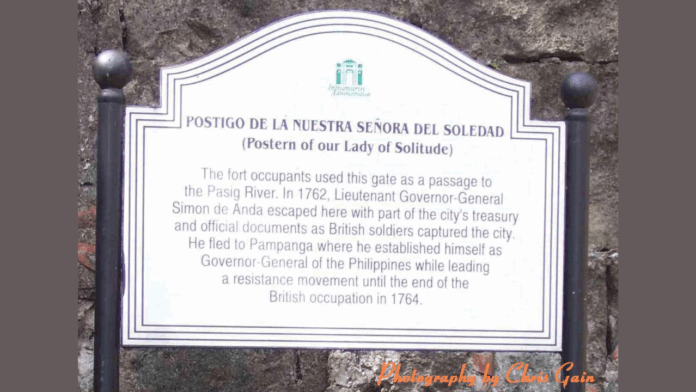 Intramuros
Administration
POSTIGO DE LA NUESTRA SEÑORA DEL SOLEDAD
(Postern of our Lady of Solitude)
The fort occupants used this gate as a passage to
the Pasig River. In 1762, Lieutenant Governor-General
Simon de Anda escaped here with part of the city's treasury
and official documents as British soldiers captured the city.
He fled to Pampanga where he established himself as
Governor-General of the Philippines while leading
a resistance movement until the end of the
British occupation in 1764.
Photography by Chris Gain